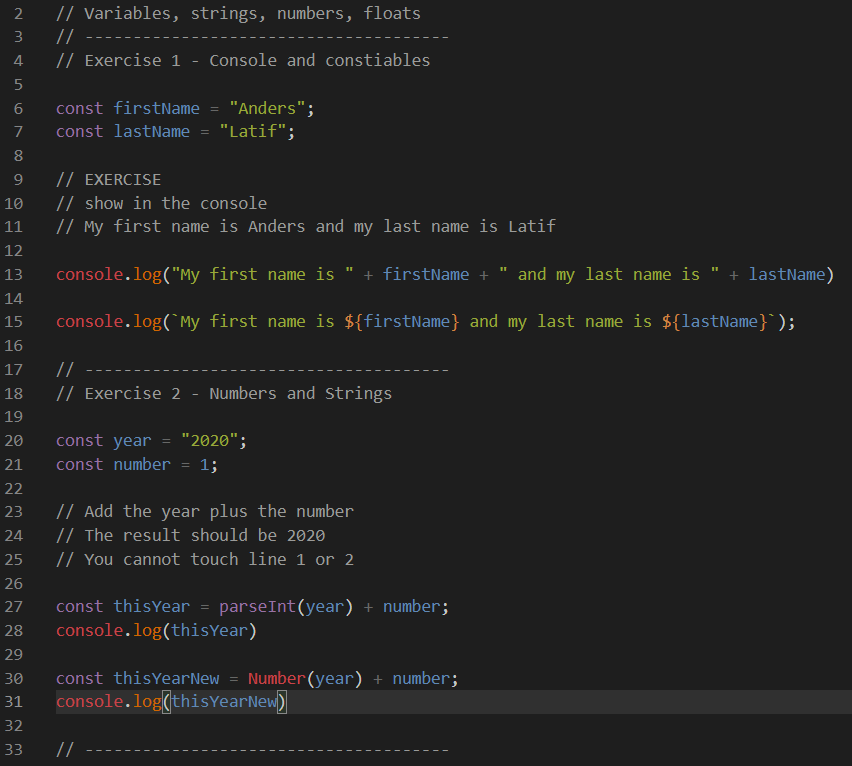 2 // Variables, strings, numbers, floats
3 // --------------------------------------
4 // Exercise 1 - Console and constiables
5
6 const firstName = "Anders";
7 const lastName = "Latif";
8
9 // EXERCISE
10 // show in the console
11 // My first name is Anders and my last name is Latif
12
13 console.log("My first name is " + firstName + " and my last name is " + lastName)
14
15 console.log(`My first name is ${firstName} and my last name is ${lastName}`);
16
17 // --------------------------------------
18 // Exercise 2 - Numbers and Strings
19
20 const year = "2020";
21 const number = 1;
22
23 // Add the year plus the number
24 // The result should be 2020
25 // You cannot touch line 1 or 2
26
27 const thisYear = parseInt(year) + number;
28 console.log(thisYear)
29
30 const thisYearNew = Number(year) + number;
31 console.log(thisYearNew)
32
33 // --------------------------------------